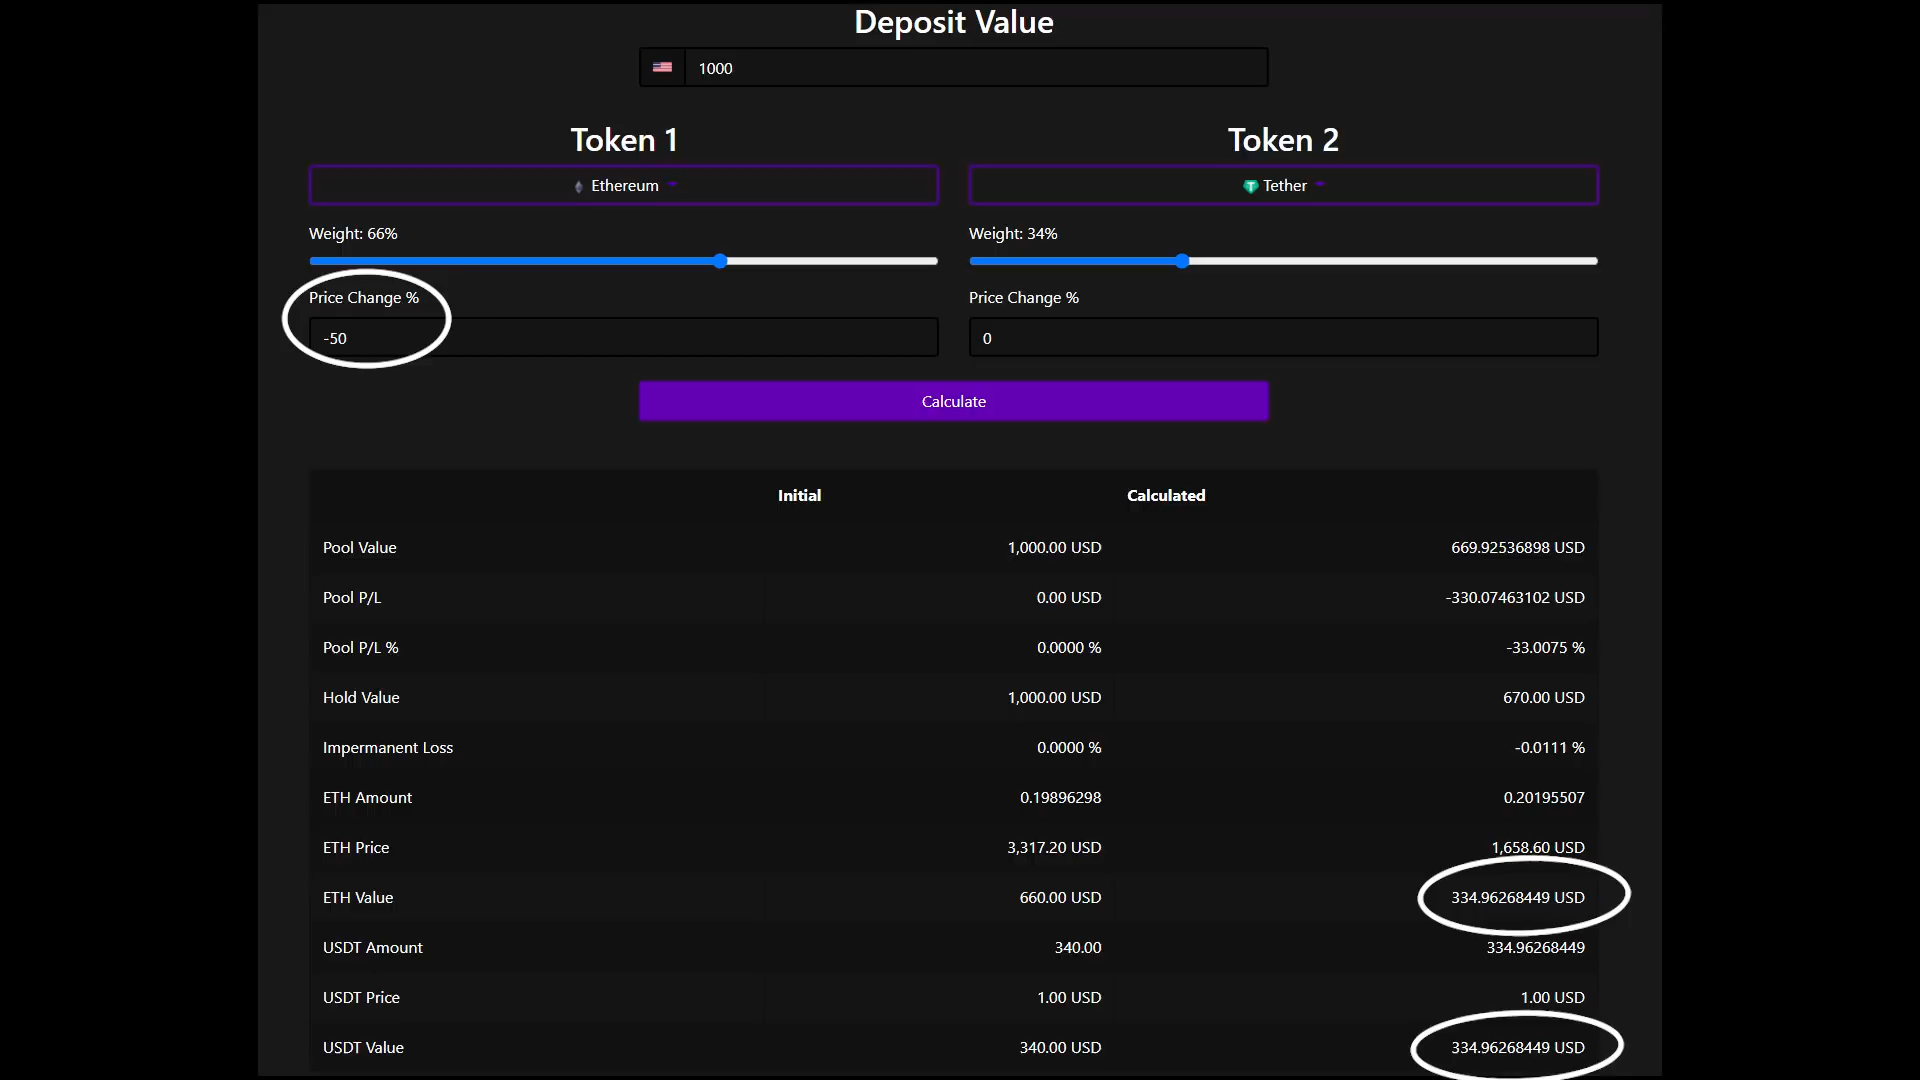 Deposit Value
1000
Token 1
Token 2
Ethereum
Tether
Weight: 66%
Weight: 34%
Price Change %
Price Change %
-50
0
Calculate
Initial Calculated
Pool Value 1,000.00 USD 669.92536898 USD
Pool P/L 0.00 USD -330.07463102 USD
Pool P/L % 0.0000 % -33.0075 %
Hold Value 1,000.00 USD 670.00 USD
Impermanent Loss 0.0000 % -0.0111 %
ETH Amount 0.19896298 0.20195507
ETH Price 3,317.20 USD 1,658.60 USD
ETH Value 660.00 USD 334.96268449 USD
USDT Amount 340.00 334.96268449
USDT Price 1.00 USD 1.00 USD
USDT Value 340.00 USD 334.96268449 USD